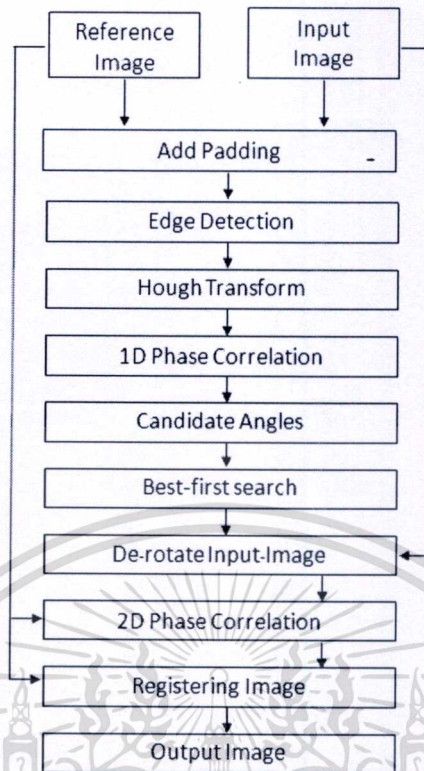 Reference
Image
Input
Image
Add Padding
Edge Detection
Hough Transform
1D Phase Correlation
Candidate Angles
Best-first search
De-rotate Input-Image
2D Phase Correlation
Registering Image
Output Image